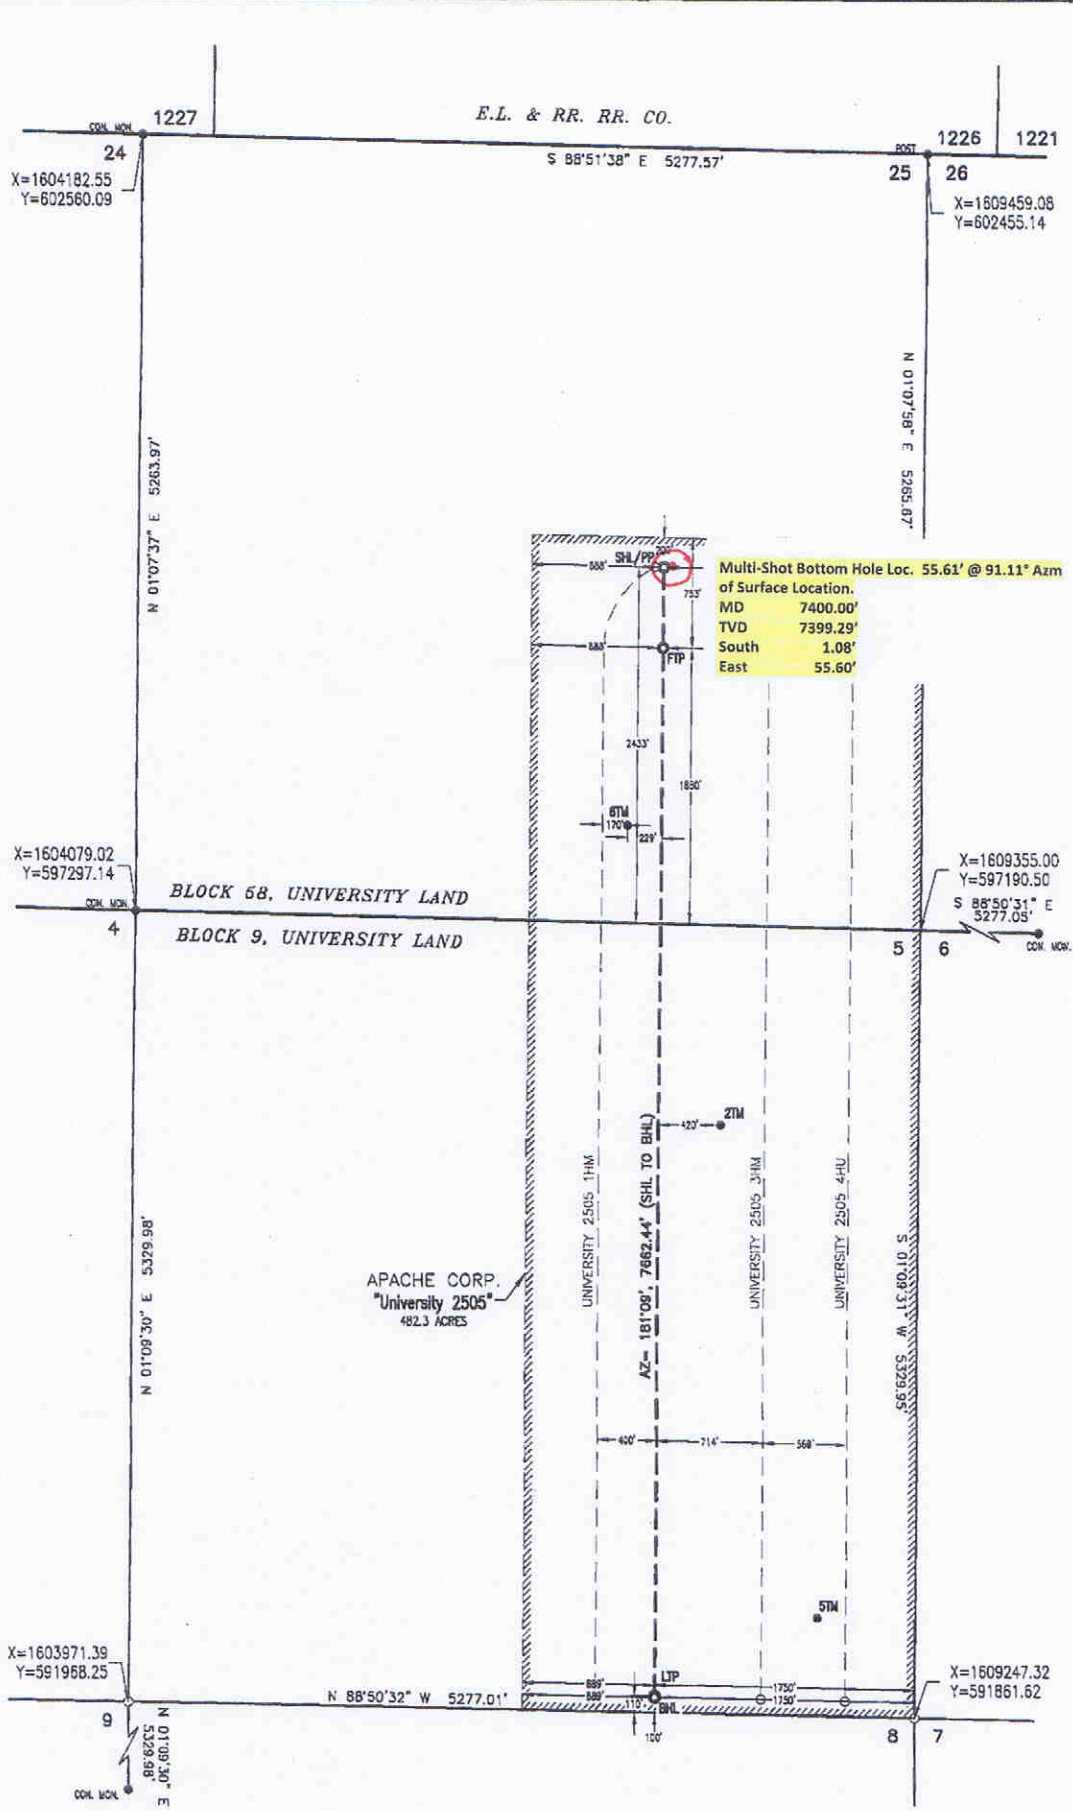 1227
E.L. & RR. RR. CO.
CON. MON.
POST
1226
1221
24
S 88°51'38" E 5277.57'
25
26
X=1604182.55
Y=602560.09
X=1609459.08
Y=602455.14
N 01°07'37" E 5263.97'
N 01°07'58" E 5265.67'
SHL/PP
200'
888'
753'
Multi-Shot Bottom Hole Loc. 55.61' @ 91.11° Azm
of Surface Location.
MD 7400.00'
TVD 7399.29'
South 1.08'
East 55.60'
888'
FTP
2433'
1880'
6TM
170'
229'
X=1604079.02
Y=597297.14
X=1609355.00
Y=597190.50
BLOCK 58, UNIVERSITY LAND
S 88°50'31" E
5277.05'
CON. MON.
4
BLOCK 9, UNIVERSITY LAND
5
6
CON. MON.
2TM
420'
UNIVERSITY 2505 1HM
AZ= 181°09', 7662.44' (SHL TO BHL)
UNIVERSITY 2505 3HM
UNIVERSITY 2505 4HU
N 01°09'30" E 5329.98'
S 01°09'31" W 5329.95'
APACHE CORP.
"University 2505"
482.3 ACRES
400'
714'
568'
5TM
X=1603971.39
Y=591968.25
LTP
889'
1750'
X=1609247.32
Y=591861.62
N 88°50'32" W 5277.01'
889'
110'
BHL
1750'
9
100'
8
7
N 01°09'30" E
5329.98'
CON. MON.